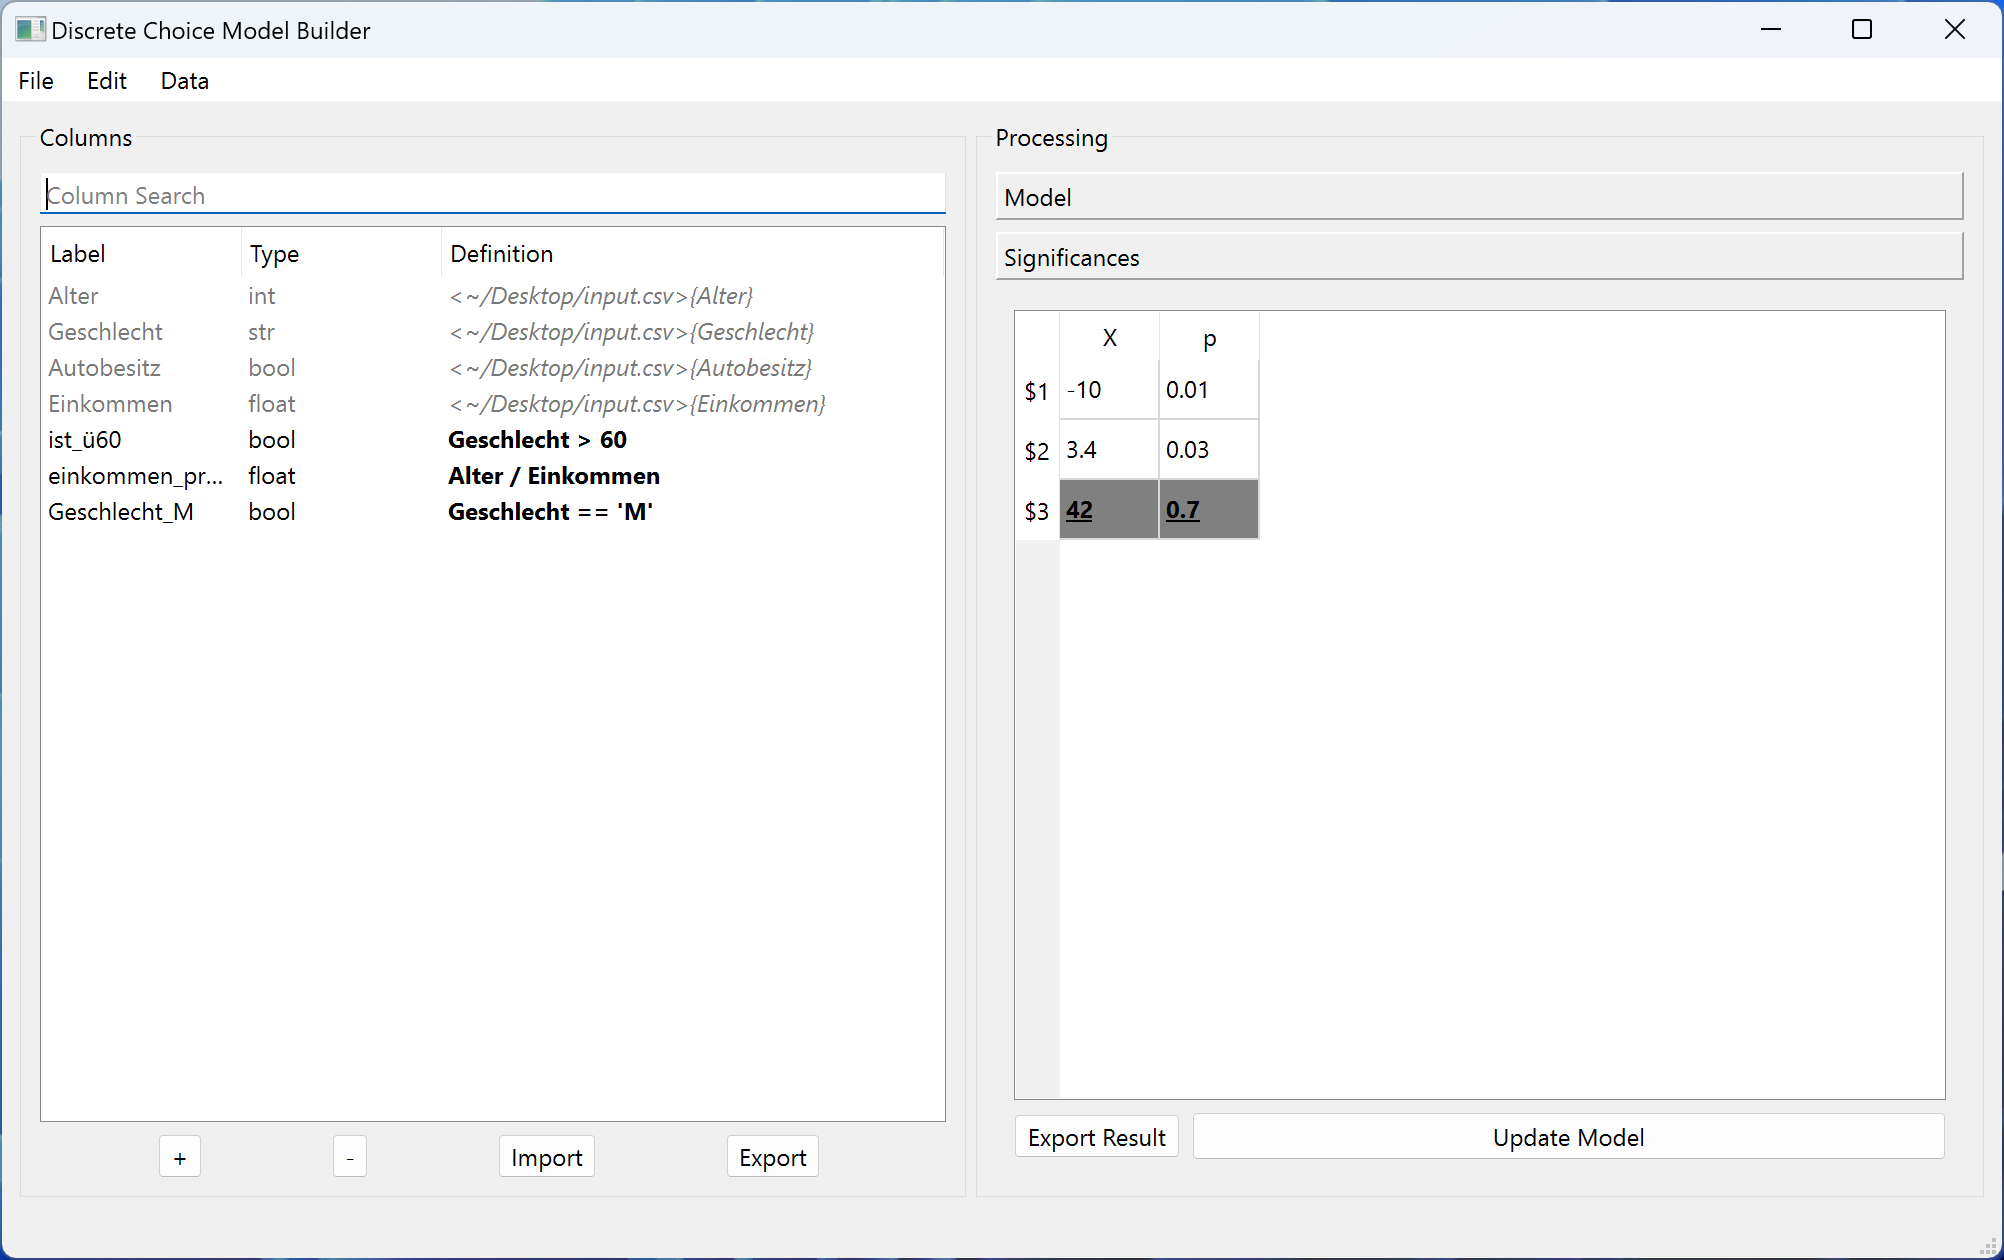 Discrete Choice Model Builder
File Edit Data
Columns
Column Search
Label Type Definition
Alter int <~/Desktop/input.csv>{Alter}
Geschlecht str <~/Desktop/input.csv>{Geschlecht}
Autobesitz bool <~/Desktop/input.csv>{Autobesitz}
Einkommen float <~/Desktop/input.csv>{Einkommen}
ist_ü60 bool Geschlecht > 60
einkommen_pr... float Alter / Einkommen
Geschlecht_M bool Geschlecht == 'M'
+ - Import Export
Processing
Model
Significances
X p
$1 -10 0.01
$2 3.4 0.03
$3 42 0.7
Export Result Update Model